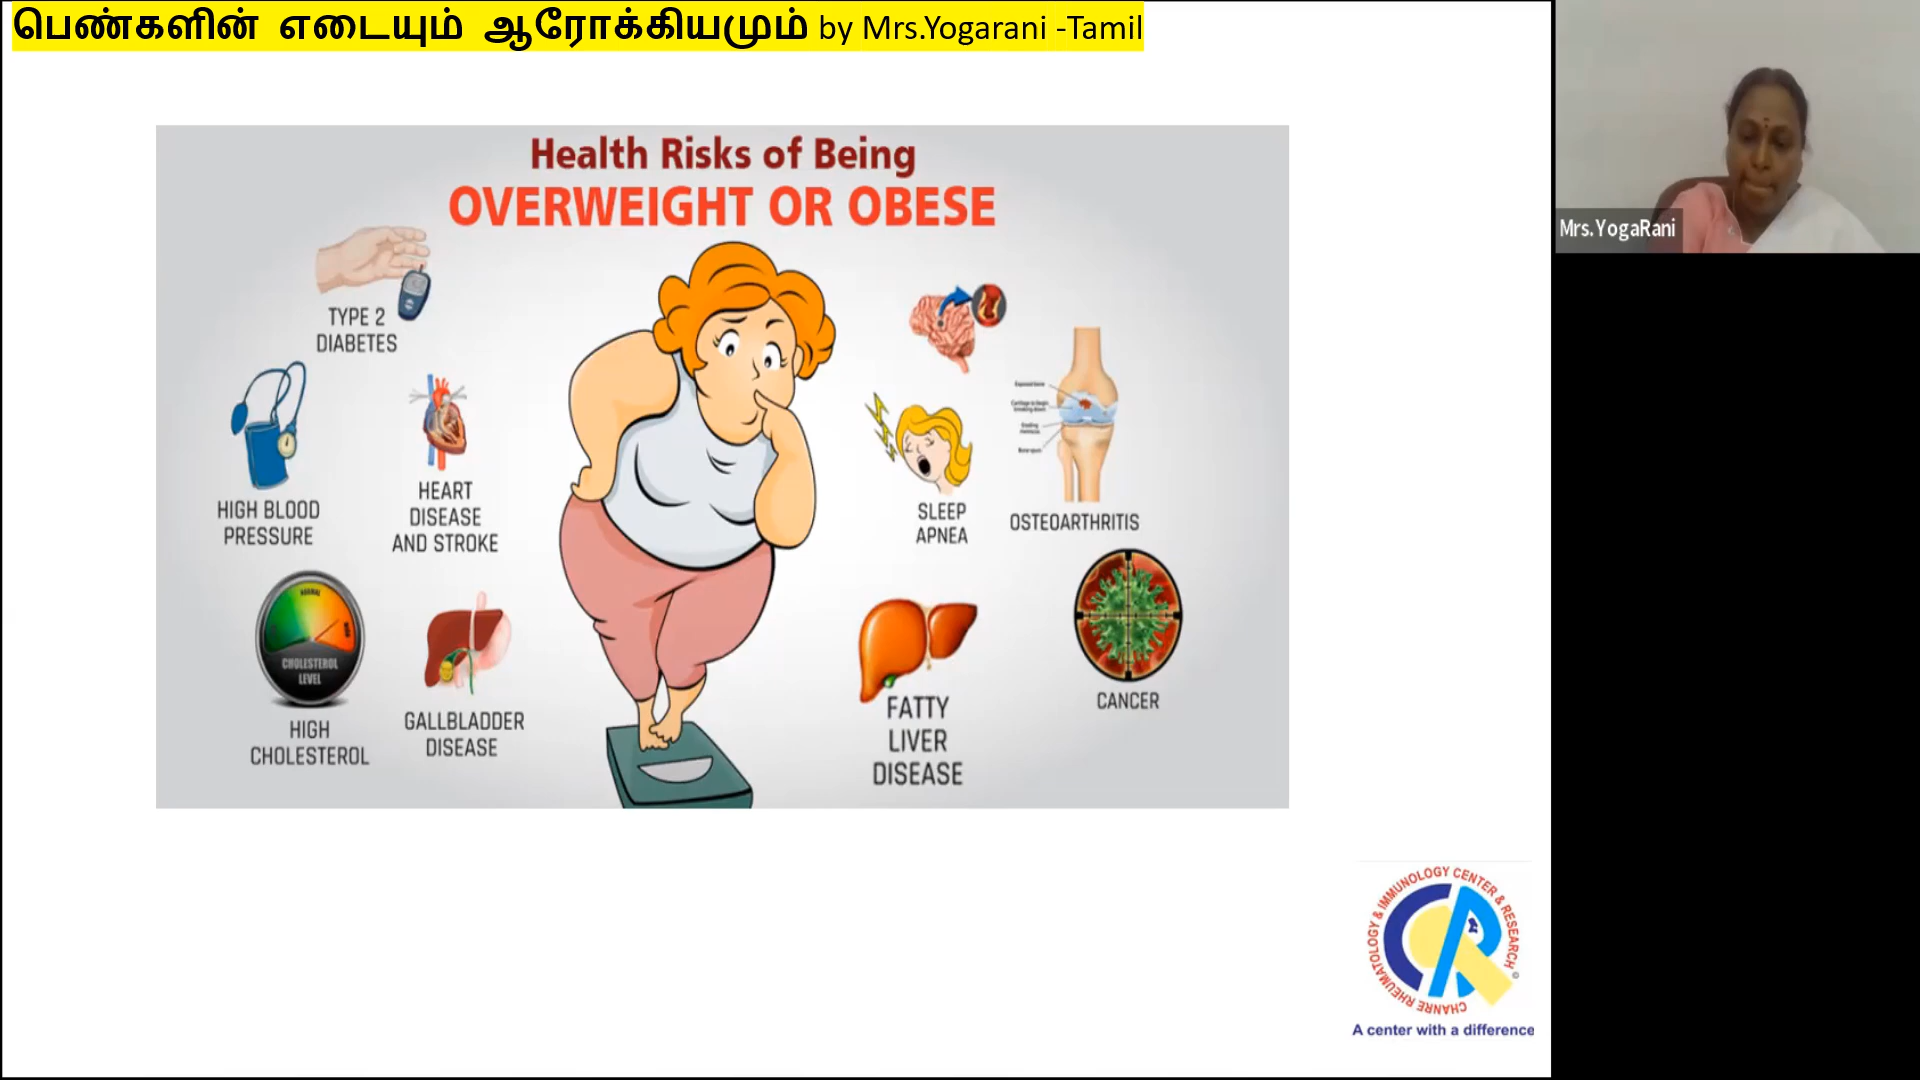 பெண்களின் எடையும் ஆரோக்கியமும் by Mrs.Yogarani -Tamil
Mrs.YogaRani
Health Risks of Being
OVERWEIGHT OR OBESE
TYPE 2
DIABETES
HIGH BLOOD
PRESSURE
HEART
DISEASE
AND STROKE
SLEEP
APNEA
OSTEOARTHRITIS
CHOLESTEROL
LEVEL
HIGH
CHOLESTEROL
GALLBLADDER
DISEASE
FATTY
LIVER
DISEASE
CANCER
CHANRE RHEUMATOLOGY & IMMUNOLOGY CENTER & RESEARCH
A center with a difference